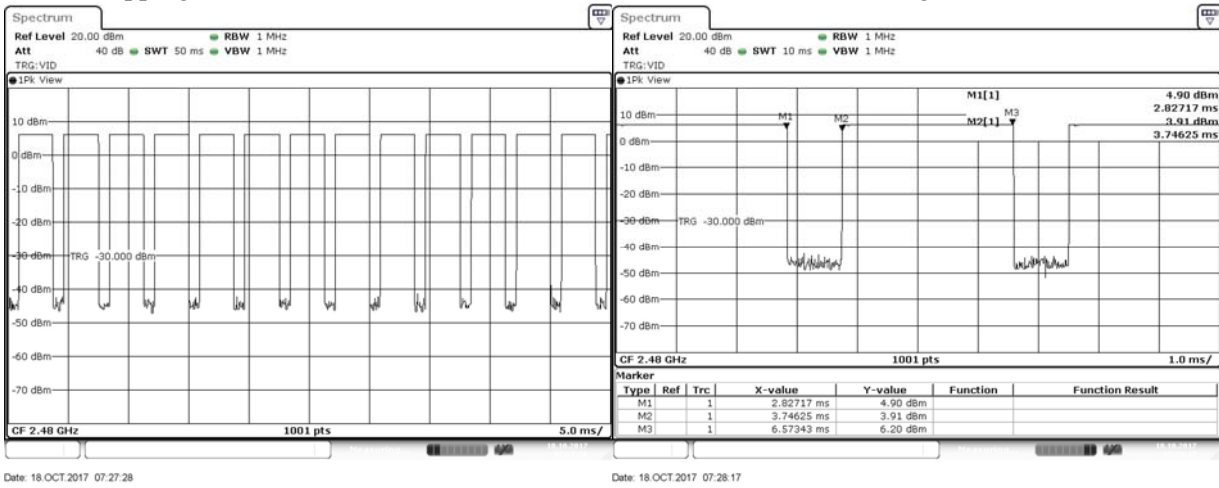 Spectrum
Ref Level 20.00 dBm RBW 1 MHz
Att 40 dB SWT 50 ms VBW 1 MHz
TRG:VID
1Pk View
10 dBm
0 dBm
-10 dBm
-20 dBm
-30 dBm
TRG -30.000 dBm
-40 dBm
-50 dBm
-60 dBm
-70 dBm
CF 2.48 GHz 1001 pts 5.0 ms/
Date: 18.OCT.2017 07:27:28
Spectrum
Ref Level 20.00 dBm RBW 1 MHz
Att 40 dB SWT 10 ms VBW 1 MHz
TRG:VID
1Pk View
M1[1] 4.90 dBm
2.82717 ms
M2[1] 3.91 dBm
3.74625 ms
M1 M2 M3
10 dBm
0 dBm
-10 dBm
-20 dBm
-30 dBm
TRG -30.000 dBm
-40 dBm
-50 dBm
-60 dBm
-70 dBm
CF 2.48 GHz 1001 pts 1.0 ms/
Marker
Type Ref Trc X-value Y-value Function Function Result
M1 1 2.82717 ms 4.90 dBm
M2 1 3.74625 ms 3.91 dBm
M3 1 6.57343 ms 6.20 dBm
Date: 18.OCT.2017 07:28:17